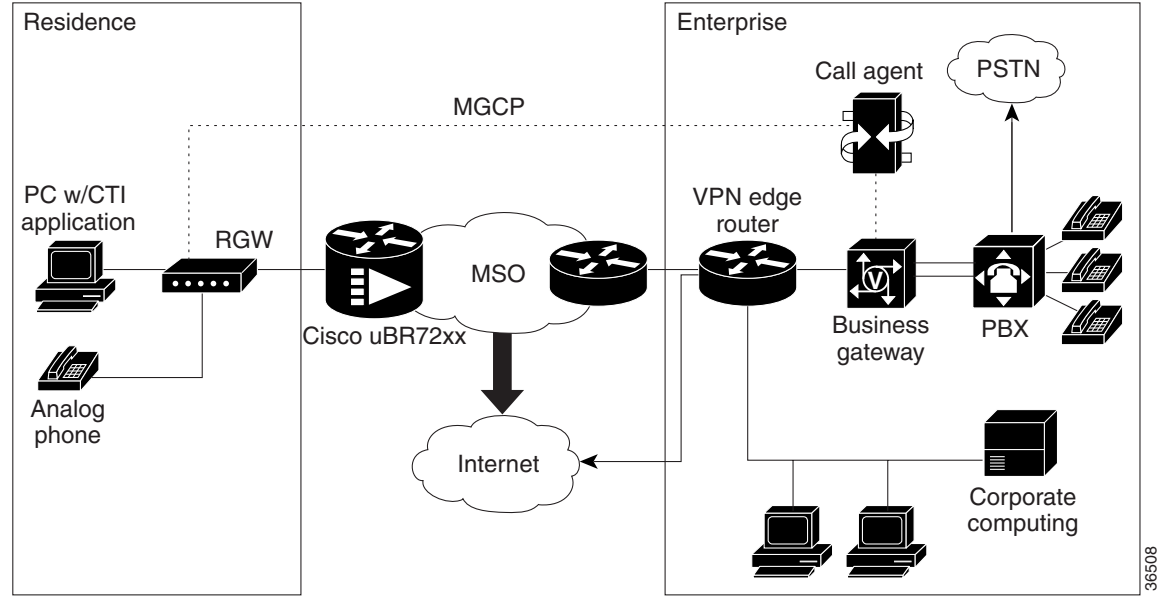 Residence
Enterprise
Call agent
PSTN
MGCP
PC w/CTI
application
RGW
VPN edge
router
MSO
V
Cisco uBR72xx
Business
gateway
PBX
Analog
phone
Internet
Corporate
computing
36508